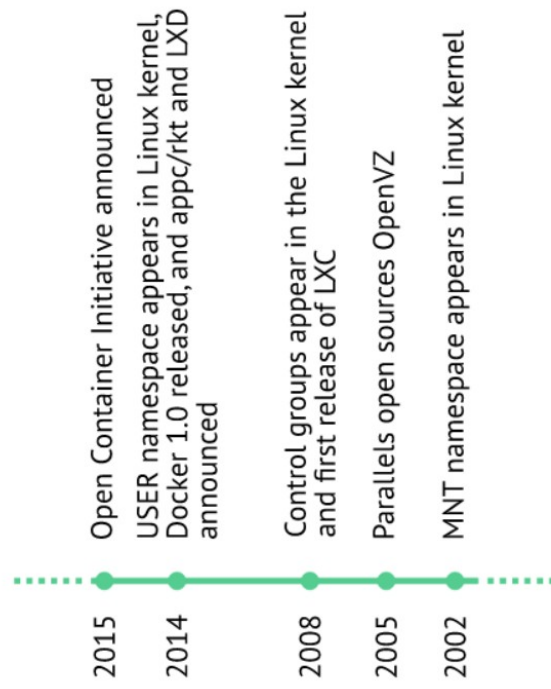 2015
Open Container Initiative announced
2014
USER namespace appears in Linux kernel,
Docker 1.0 released, and appc/rkt and LXD
announced
2008
Control groups appear in the Linux kernel
and first release of LXC
2005
Parallels open sources OpenVZ
2002
MNT namespace appears in Linux kernel